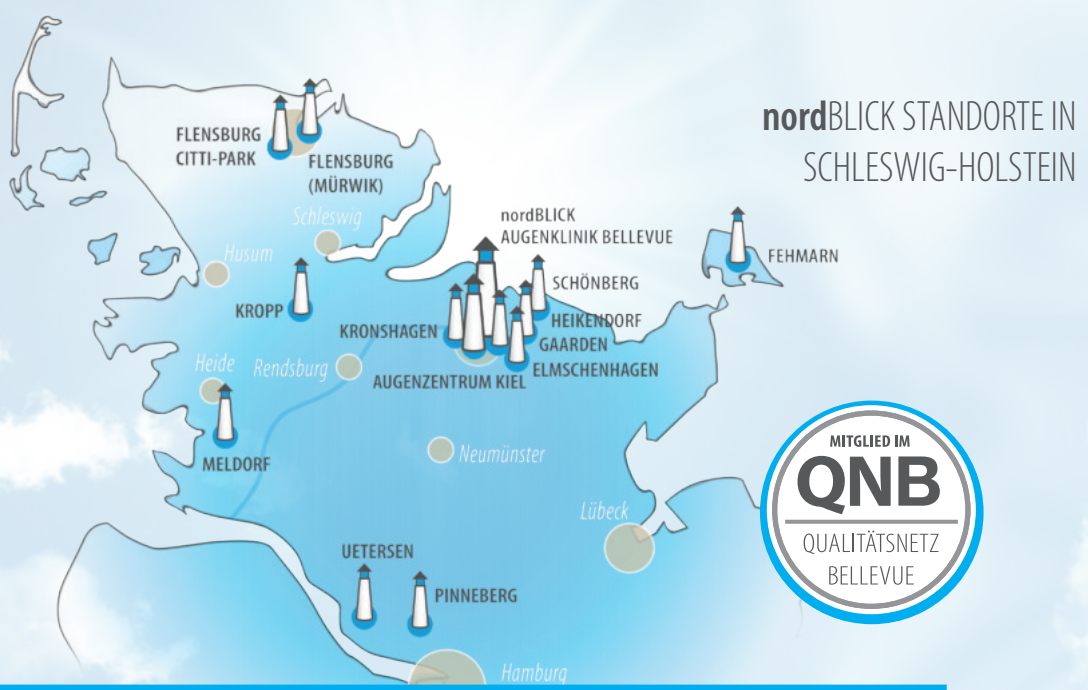 nordBLICK STANDORTE IN
SCHLESWIG-HOLSTEIN
FLENSBURG
CITTI-PARK
FLENSBURG
(MÜRWIK)
Schleswig
nordBLICK
AUGENKLINIK BELLEVUE
FEHMARN
Husum
SCHÖNBERG
KROPP
HEIKENDORF
KRONSHAGEN
GAARDEN
Heide
Rendsburg
ELMSCHENHAGEN
AUGENZENTRUM KIEL
MELDORF
Neumünster
MITGLIED IM
QNB
QUALITÄTSNETZ
BELLEVUE
Lübeck
UETERSEN
PINNEBERG
Hamburg